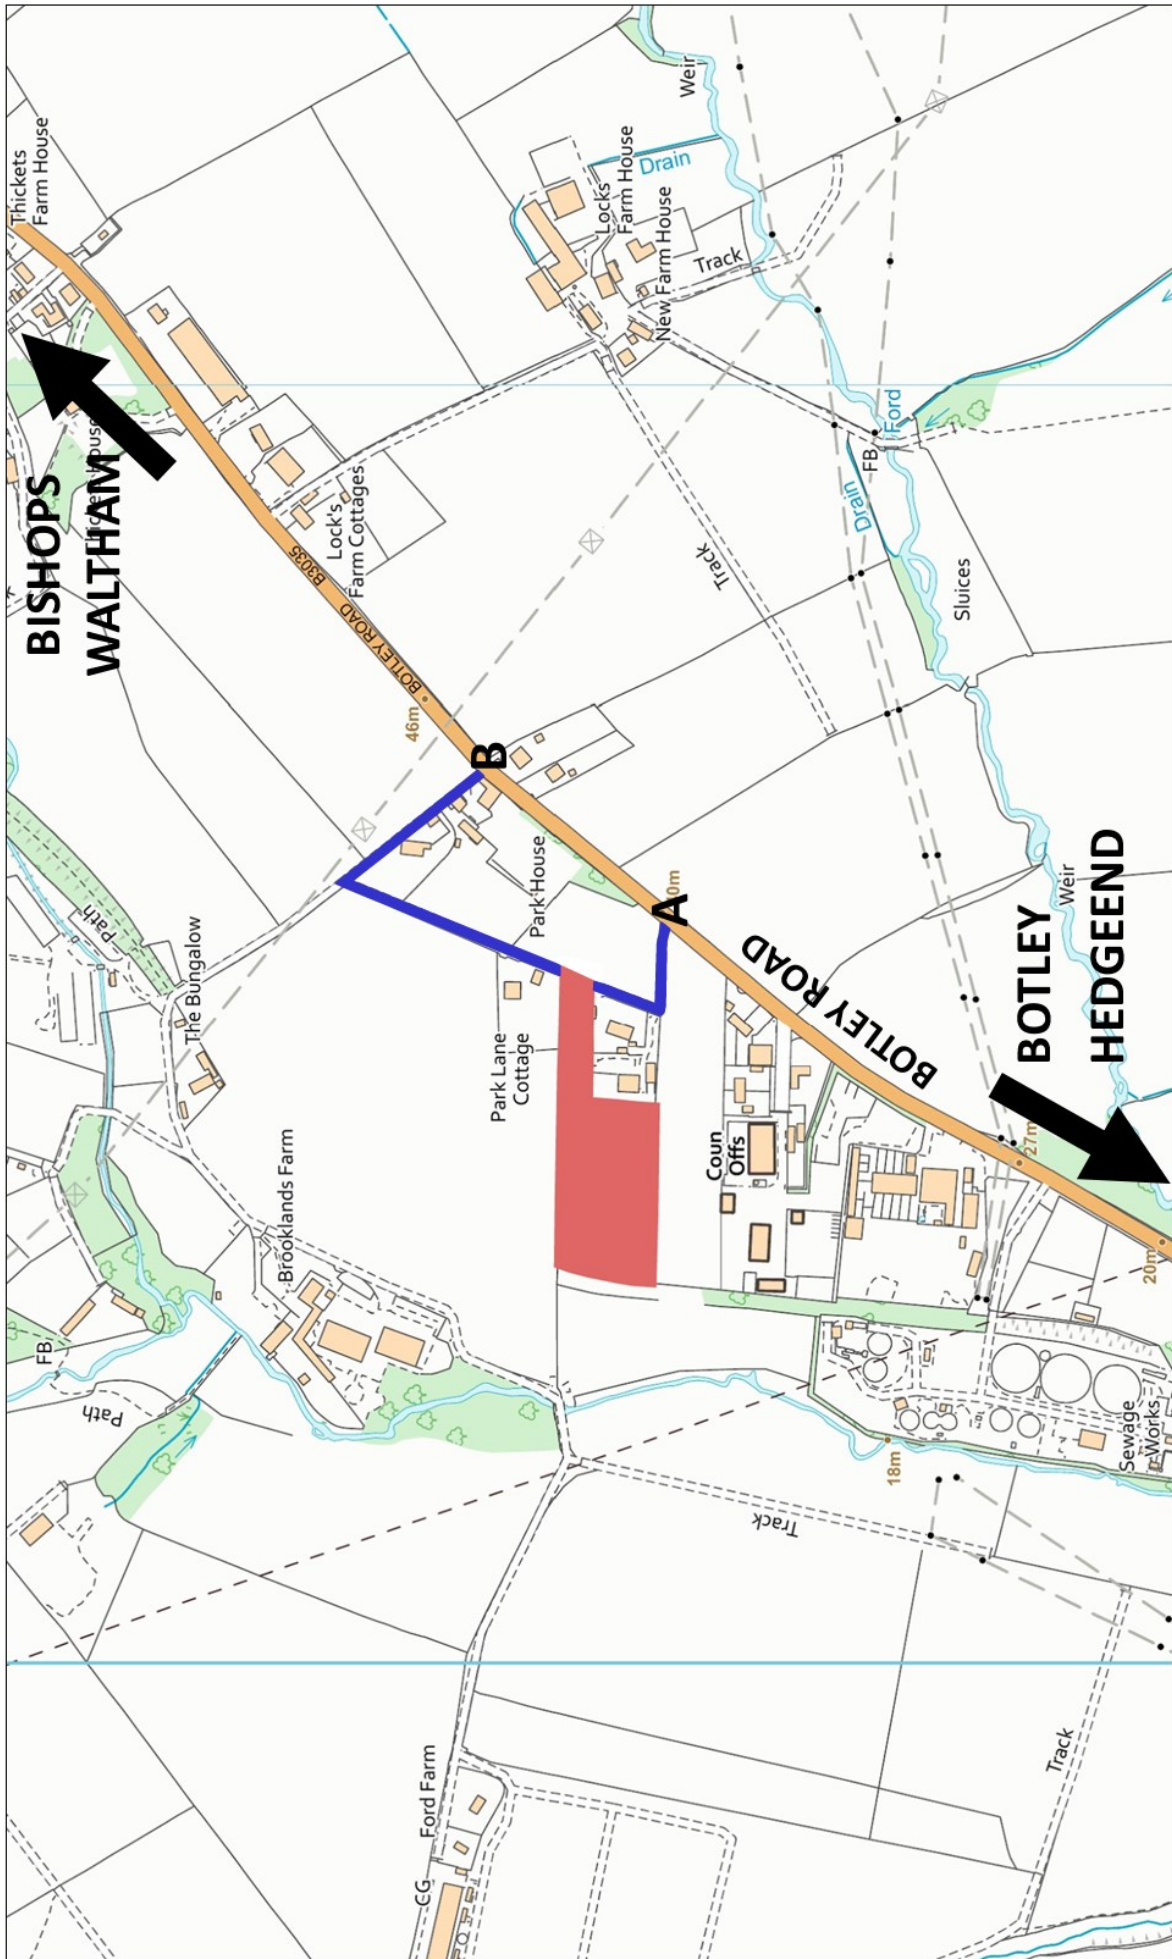 BISHOPS
WALTHAM
Thickets
Farm House
Weir
Drain
Locks
Farm House
New Farm House
Track
Ford
FB
Drain
Track
Sluices
Lock's
Farm Cottages
B3035
BOTLEY ROAD
46m
B
Park House
A
0m
Path
The Bungalow
Park Lane
Cottage
BOTLEY ROAD
Weir
BOTLEY
HEDGEEND
Coun
Offs
27m
20m
Brooklands Farm
FB
Path
Sewage
Works
18m
Track
Track
Ford Farm
CG